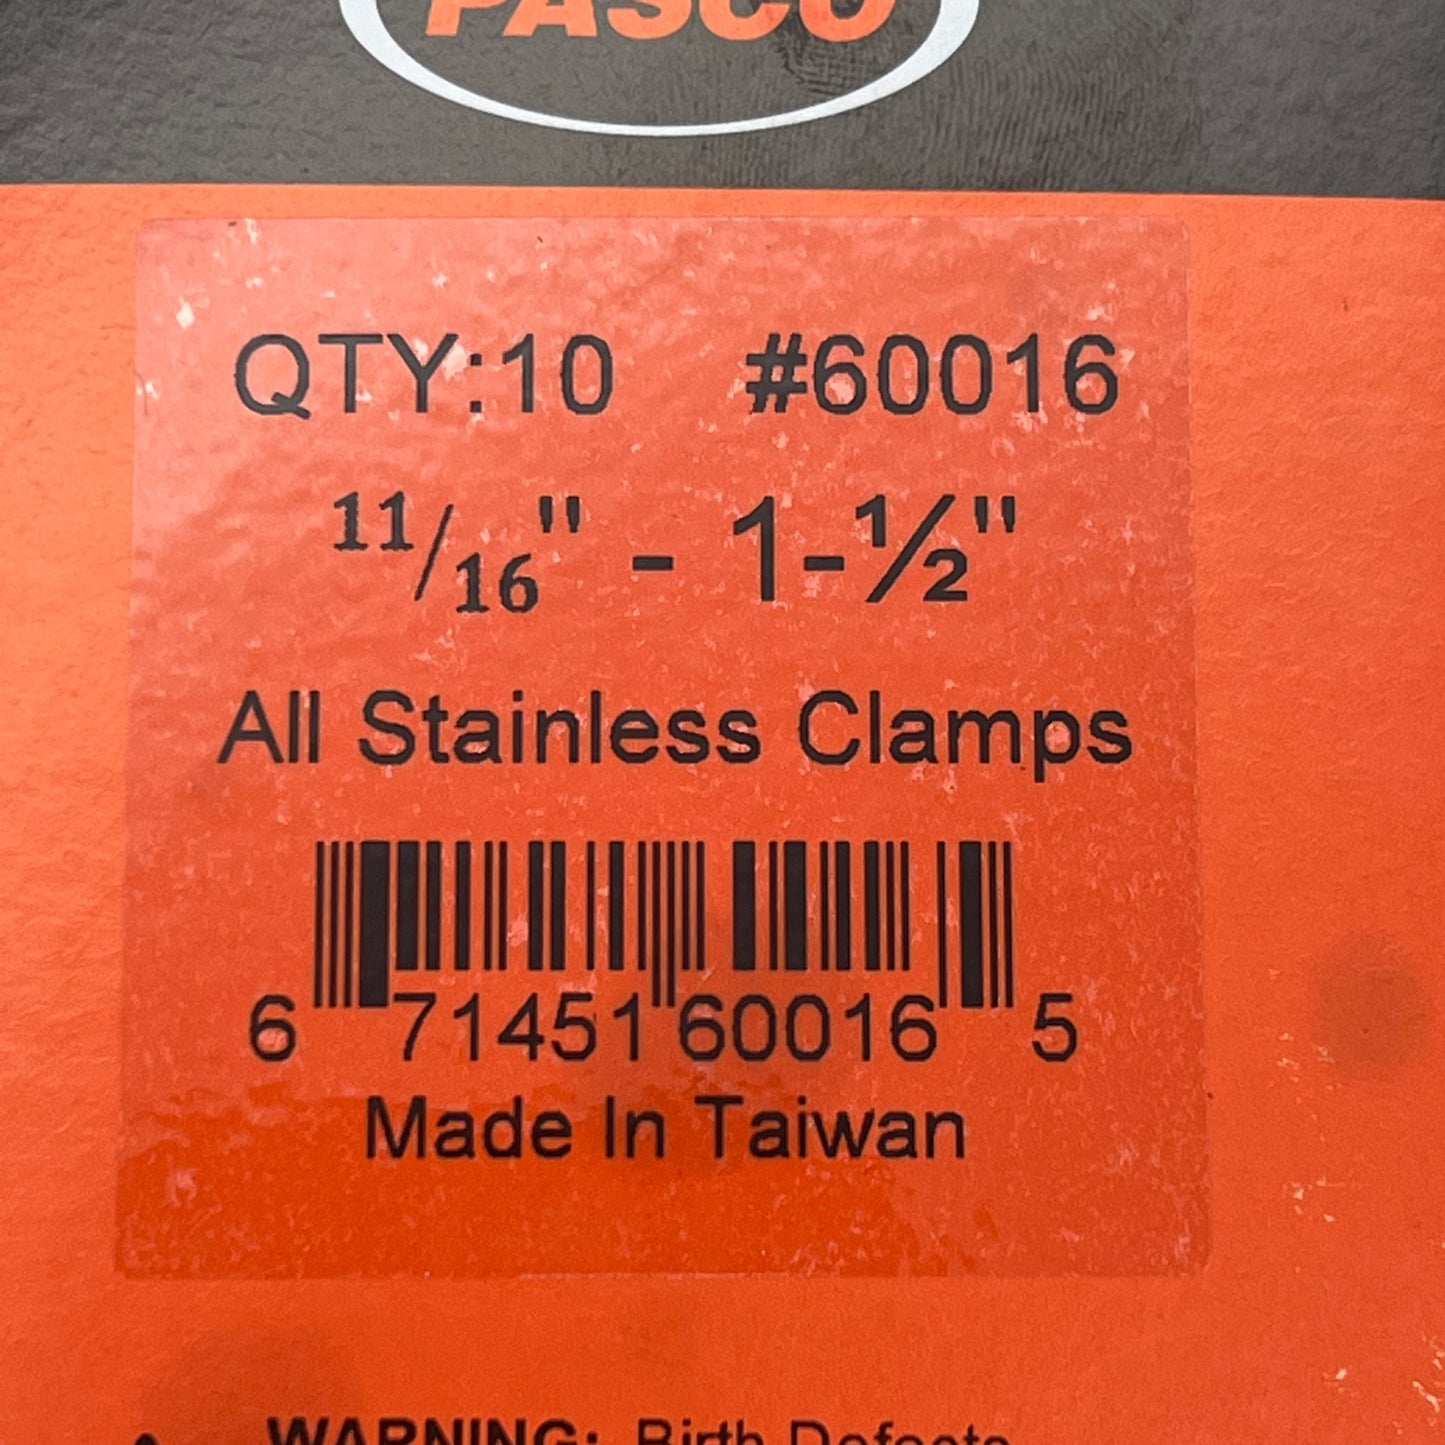 PASCO
QTY:10 #60016
11/16" - 1-½"
All Stainless Clamps
6 71451 60016 5
Made In Taiwan
WARNING: Birth Defects